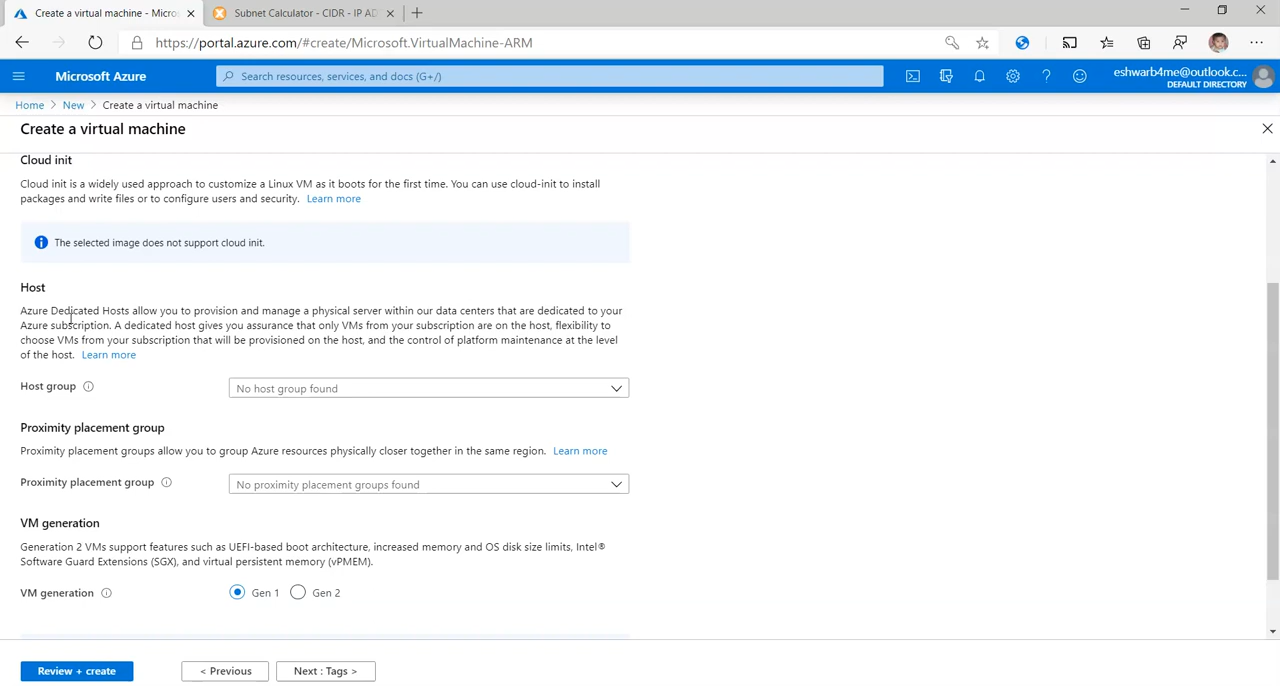 Create a virtual machine - Micros
Subnet Calculator - CIDR - IP AD
https://portal.azure.com/#create/Microsoft.VirtualMachine-ARM
Microsoft Azure
Search resources, services, and docs (G+/)
eshwarb4me@outlook.c...
DEFAULT DIRECTORY
Home > New > Create a virtual machine
Create a virtual machine
Cloud init
Cloud init is a widely used approach to customize a Linux VM as it boots for the first time. You can use cloud-init to install
packages and write files or to configure users and security. Learn more
The selected image does not support cloud init.
Host
Azure Dedicated Hosts allow you to provision and manage a physical server within our data centers that are dedicated to your
Azure subscription. A dedicated host gives you assurance that only VMs from your subscription are on the host, flexibility to
choose VMs from your subscription that will be provisioned on the host, and the control of platform maintenance at the level
of the host. Learn more
Host group
No host group found
Proximity placement group
Proximity placement groups allow you to group Azure resources physically closer together in the same region. Learn more
Proximity placement group
No proximity placement groups found
VM generation
Generation 2 VMs support features such as UEFI-based boot architecture, increased memory and OS disk size limits, Intel®
Software Guard Extensions (SGX), and virtual persistent memory (vPMEM).
VM generation
Gen 1
Gen 2
Review + create
< Previous
Next : Tags >